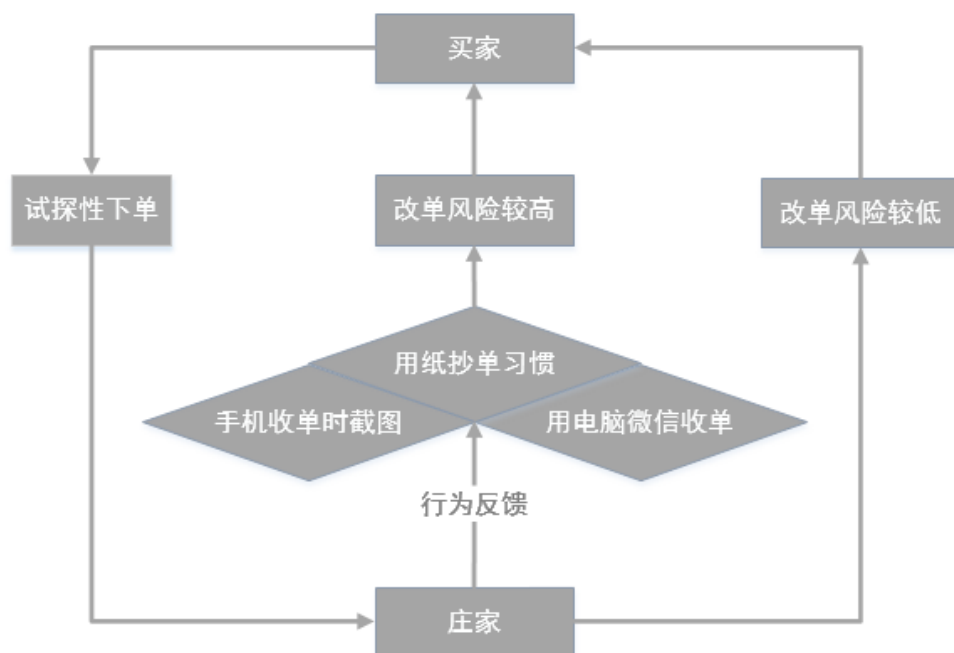 买家
试探性下单
改单风险较高
改单风险较低
用纸抄单习惯
手机收单时截图
用电脑微信收单
行为反馈
庄家